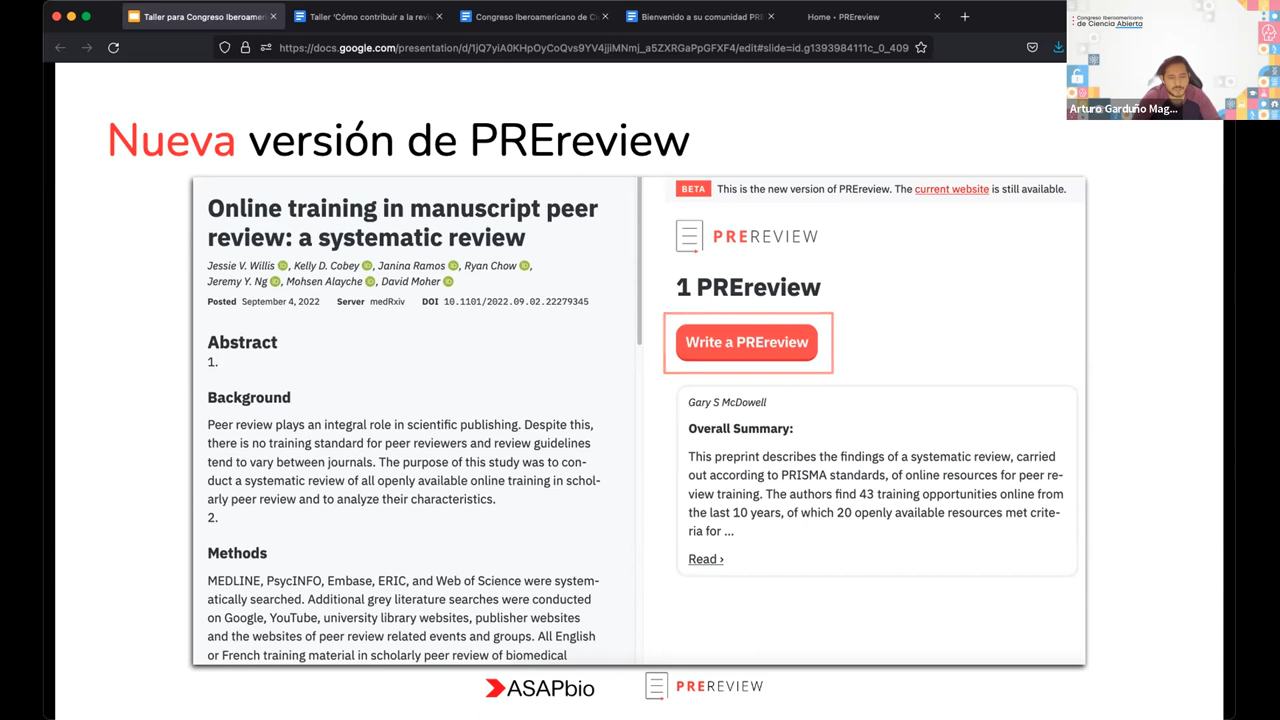 Taller para Congreso Iberoameri
Taller 'Cómo contribuir a la revis
Congreso Iberoamericano de Ci
Bienvenido a su comunidad PRE
Home • PREreview
https://docs.google.com/presentation/d/1jQ7yiA0KHpOyCoQvs9YV4jjiMNmj_a5ZXRGaPpGFXF4/edit#slide=id.g1393984111c_0_409
Congreso Iberoamericano
de Ciencia Abierta
Arturo Garduño Mag...
Nueva versión de PREreview
Online training in manuscript peer
review: a systematic review
Jessie V. Willis, Kelly D. Cobey, Janina Ramos, Ryan Chow,
Jeremy Y. Ng, Mohsen Alayche, David Moher
Posted September 4, 2022 Server medRxiv DOI 10.1101/2022.09.02.22279345
Abstract
1.
Background
Peer review plays an integral role in scientific publishing. Despite this,
there is no training standard for peer reviewers and review guidelines
tend to vary between journals. The purpose of this study was to con-
duct a systematic review of all openly available online training in schol-
arly peer review and to analyze their characteristics.
2.
Methods
MEDLINE, PsycINFO, Embase, ERIC, and Web of Science were system-
atically searched. Additional grey literature searches were conducted
on Google, YouTube, university library websites, publisher websites
and the websites of peer review related events and groups. All English
or French training material in scholarly peer review of biomedical
BETA This is the new version of PREreview. The current website is still available.
PREREVIEW
1 PREreview
Write a PREreview
Gary S McDowell
Overall Summary:
This preprint describes the findings of a systematic review, carried
out according to PRISMA standards, of online resources for peer re-
view training. The authors find 43 training opportunities online from
the last 10 years, of which 20 openly available resources met crite-
ria for ...
Read ›
ASAPbio
PREREVIEW